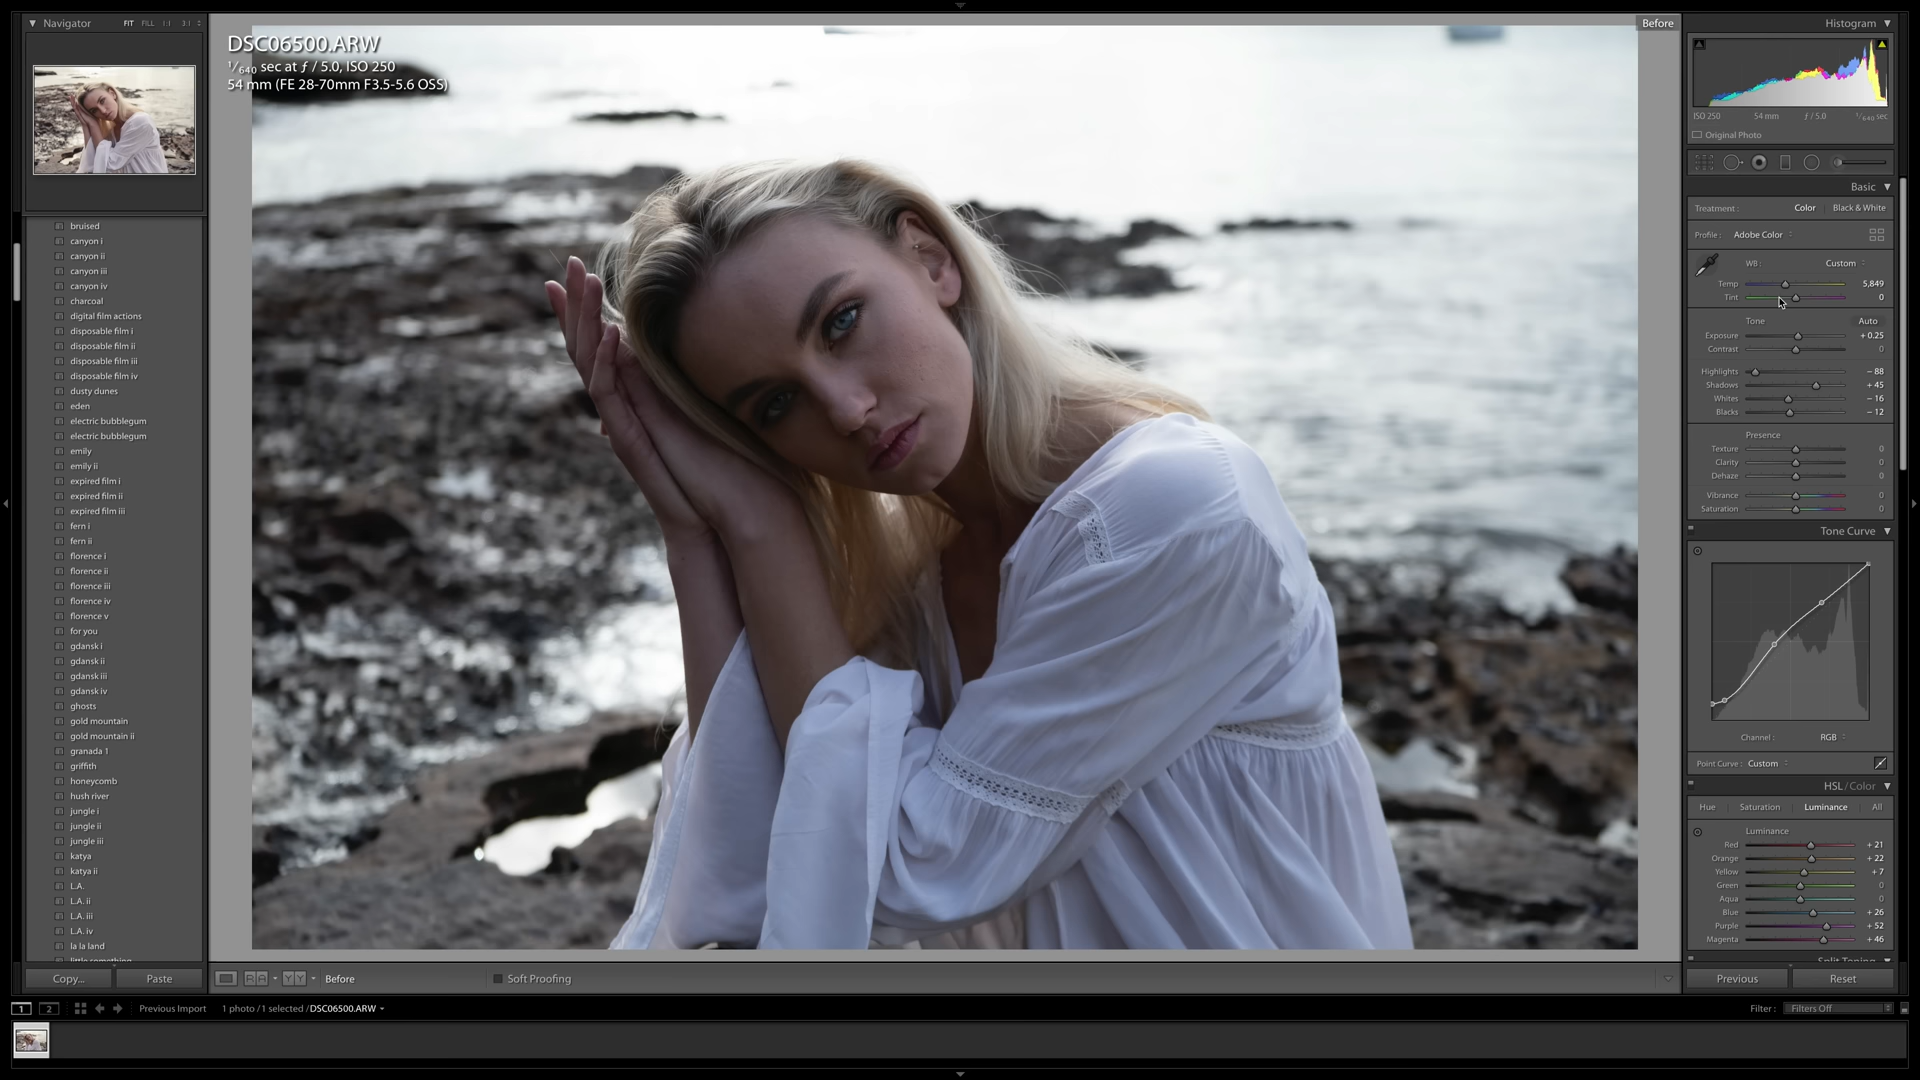 Navigator
FIT FILL 1:1 3:1
bruised
canyon i
canyon ii
canyon iii
canyon iv
charcoal
digital film actions
disposable film i
disposable film ii
disposable film iii
disposable film iv
dusty dunes
eden
electric bubblegum
electric bubblegum
emily
emily ii
expired film i
expired film ii
expired film iii
fern i
fern ii
florence i
florence ii
florence iii
florence iv
florence v
for you
gdansk i
gdansk ii
gdansk iii
gdansk iv
ghosts
gold mountain
gold mountain ii
granada 1
griffith
honeycomb
hush river
jungle i
jungle ii
jungle iii
katya
katya ii
L.A.
L.A. ii
L.A. iii
L.A. iv
la la land
little something
Copy...
Paste
DSC06500.ARW
1/640 sec at ƒ / 5.0, ISO 250
54 mm (FE 28-70mm F3.5-5.6 OSS)
Before
Before
Soft Proofing
Histogram
ISO 250 54 mm ƒ / 5.0 1/640 sec
Original Photo
Basic
Treatment : Color Black & White
Profile : Adobe Color
WB : Custom
Temp 5,849
Tint 0
Tone Auto
Exposure + 0.25
Contrast 0
Highlights − 88
Shadows + 45
Whites − 16
Blacks − 12
Presence
Texture 0
Clarity 0
Dehaze 0
Vibrance 0
Saturation 0
Tone Curve
Channel : RGB
Point Curve : Custom
HSL / Color
Hue Saturation Luminance All
Luminance
Red + 21
Orange + 22
Yellow + 7
Green 0
Aqua 0
Blue + 26
Purple + 52
Magenta + 46
Split Toning
Previous
Reset
1 2 Previous Import 1 photo / 1 selected / DSC06500.ARW
Filter : Filters Off